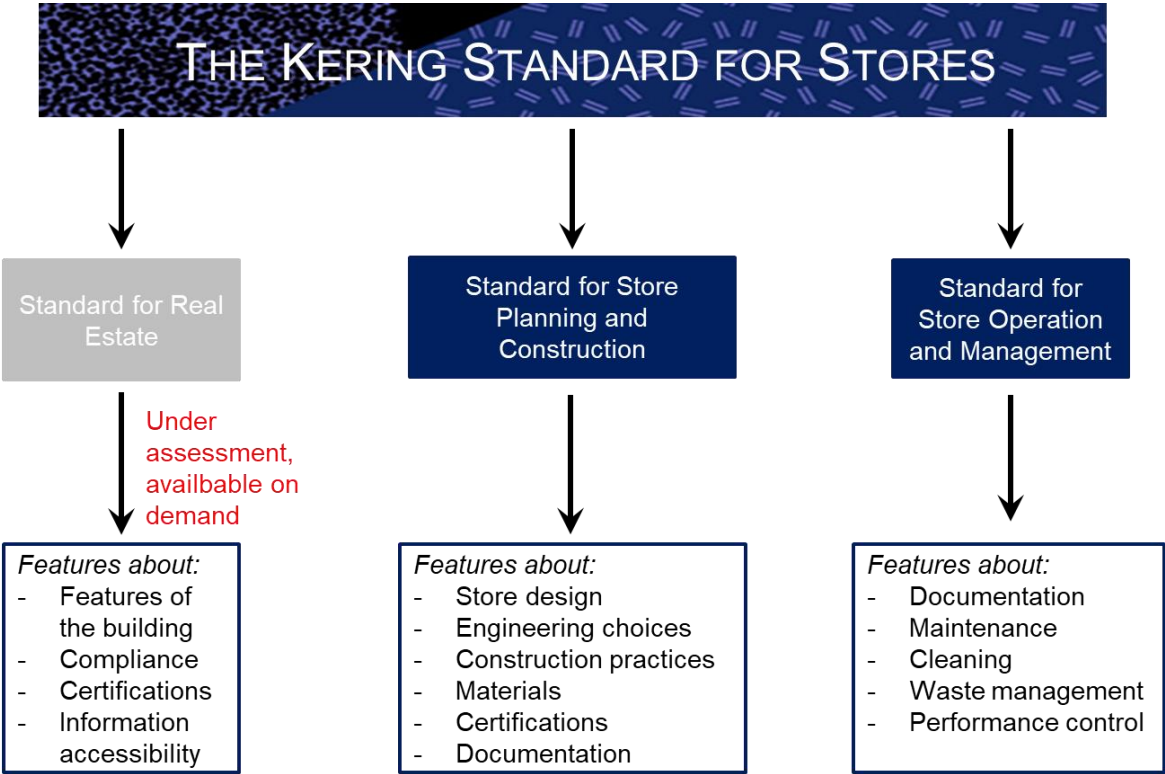 THE KERING STANDARD FOR STORES
Standard for Real
Estate
Standard for Store
Planning and
Construction
Standard for
Store Operation
and Management
Under
assessment,
availbable on
demand
Features about:
- Features of
the building
- Compliance
- Certifications
- Information
accessibility
Features about:
- Store design
- Engineering choices
- Construction practices
- Materials
- Certifications
- Documentation
Features about:
- Documentation
- Maintenance
- Cleaning
- Waste management
- Performance control